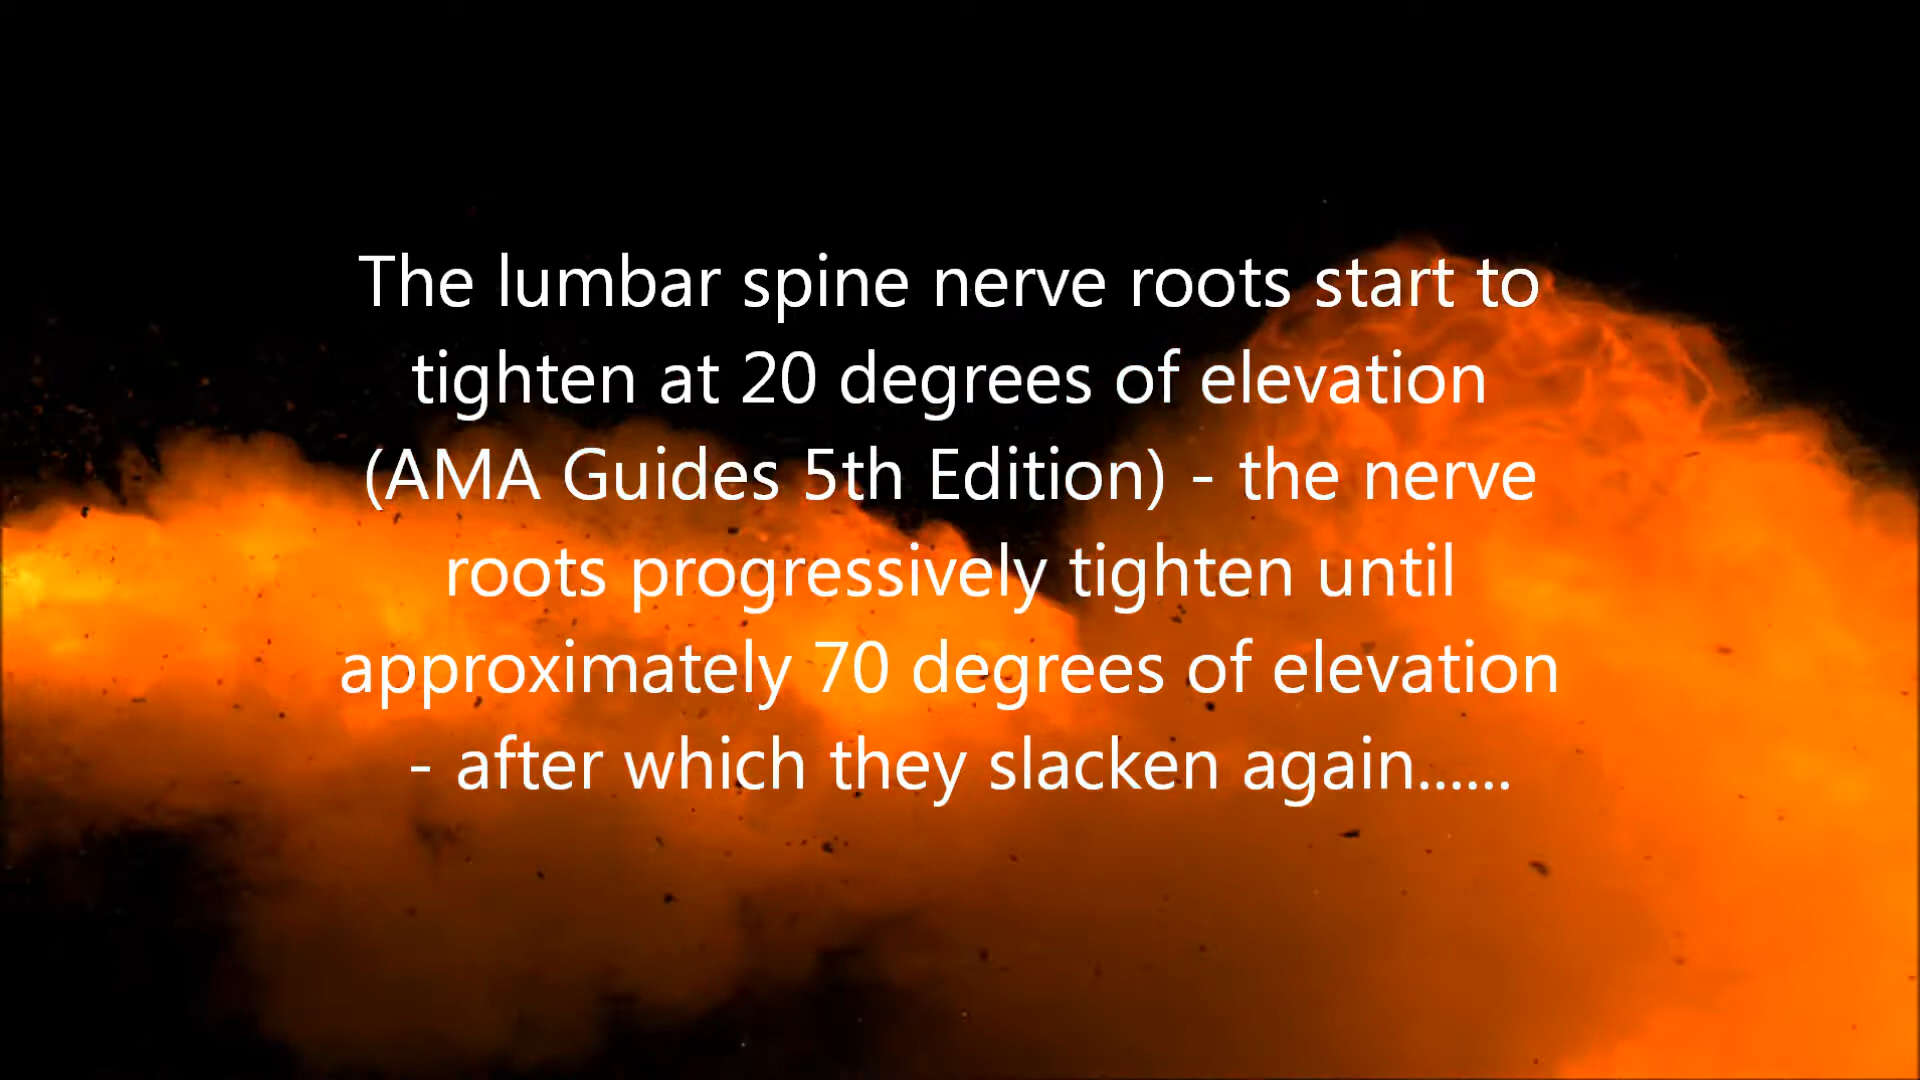 The lumbar spine nerve roots start to
tighten at 20 degrees of elevation
(AMA Guides 5th Edition) - the nerve
roots progressively tighten until
approximately 70 degrees of elevation
- after which they slacken again......